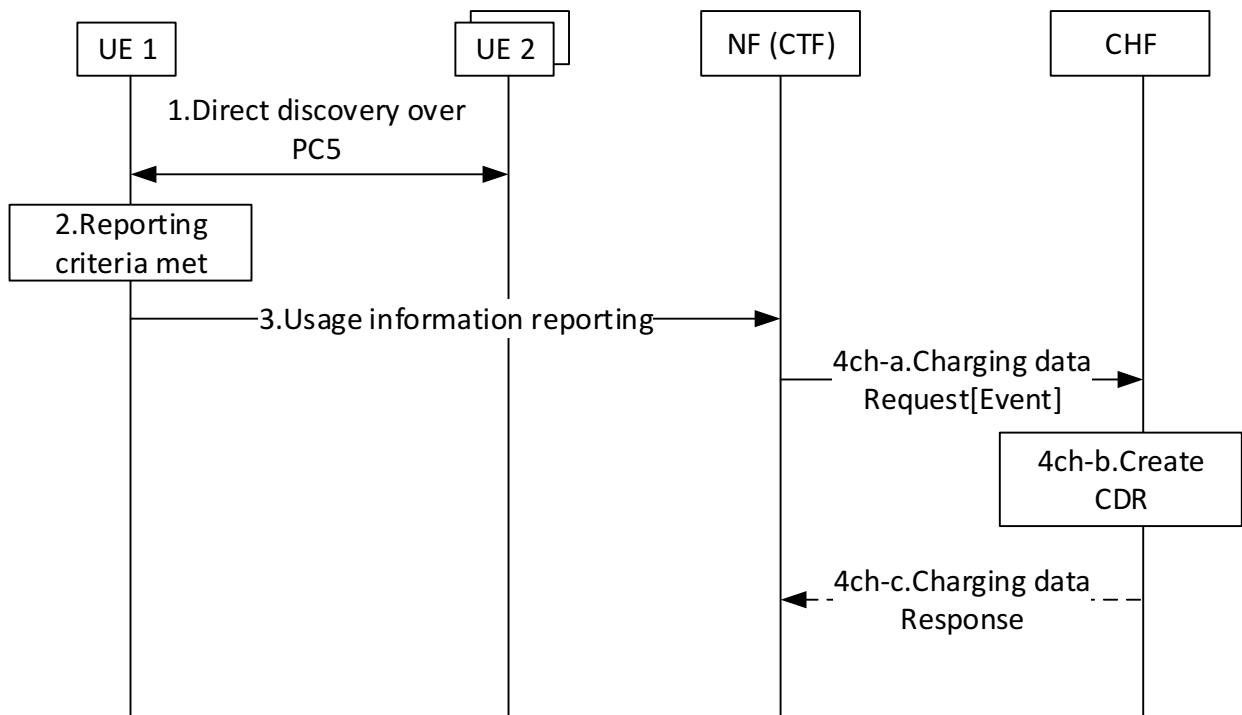 UE 1
UE 2
NF (CTF)
CHF
1.Direct discovery over
PC5
2.Reporting
criteria met
3.Usage information reporting
4ch-a.Charging data
Request[Event]
4ch-b.Create
CDR
4ch-c.Charging data
Response